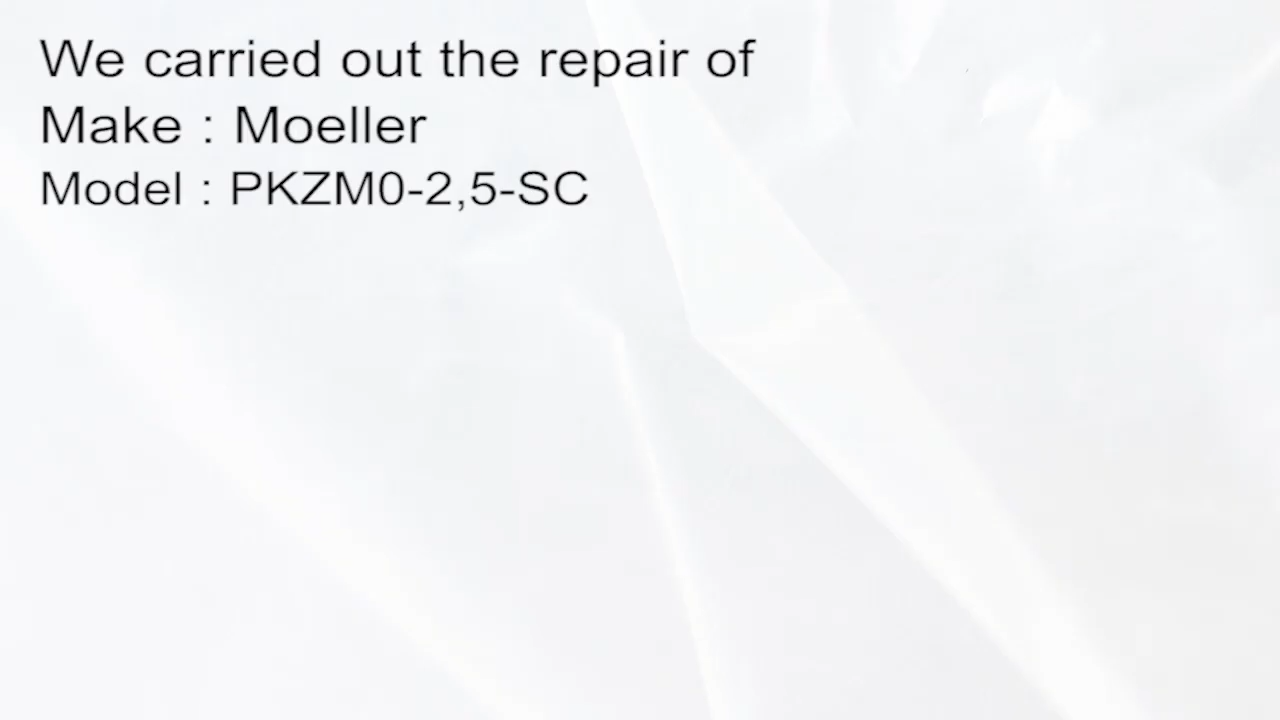 We carried out the repair of
Make : Moeller
Model : PKZM0-2,5-SC